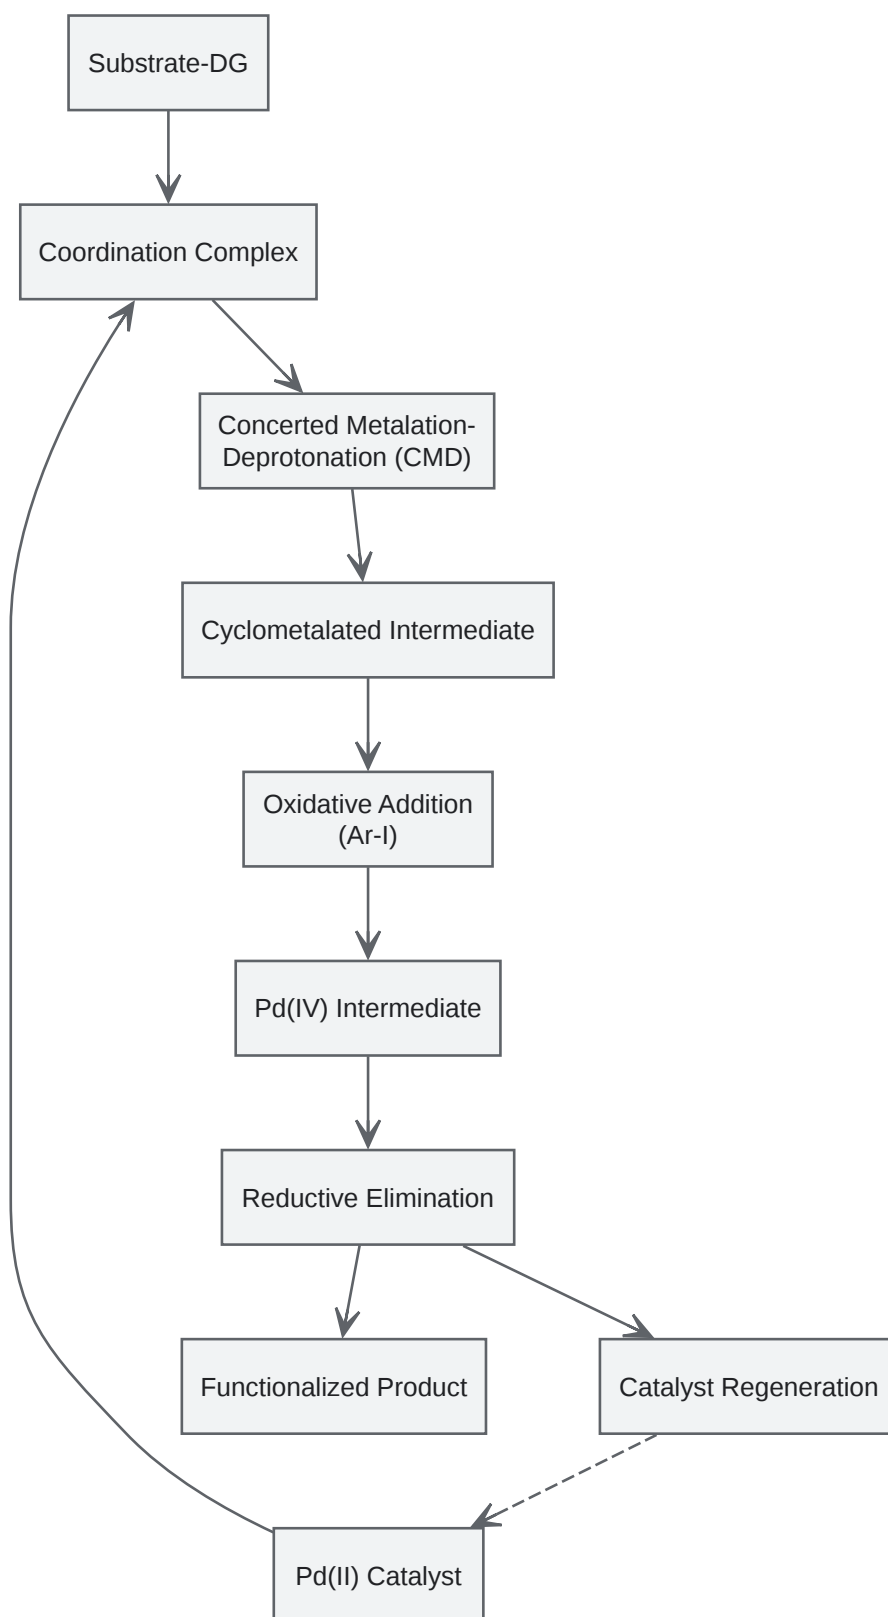 Substrate-DG
Coordination Complex
Concerted Metalation-
Deprotonation (CMD)
Cyclometalated Intermediate
Oxidative Addition
(Ar-I)
Pd(IV) Intermediate
Reductive Elimination
Functionalized Product
Catalyst Regeneration
Pd(II) Catalyst